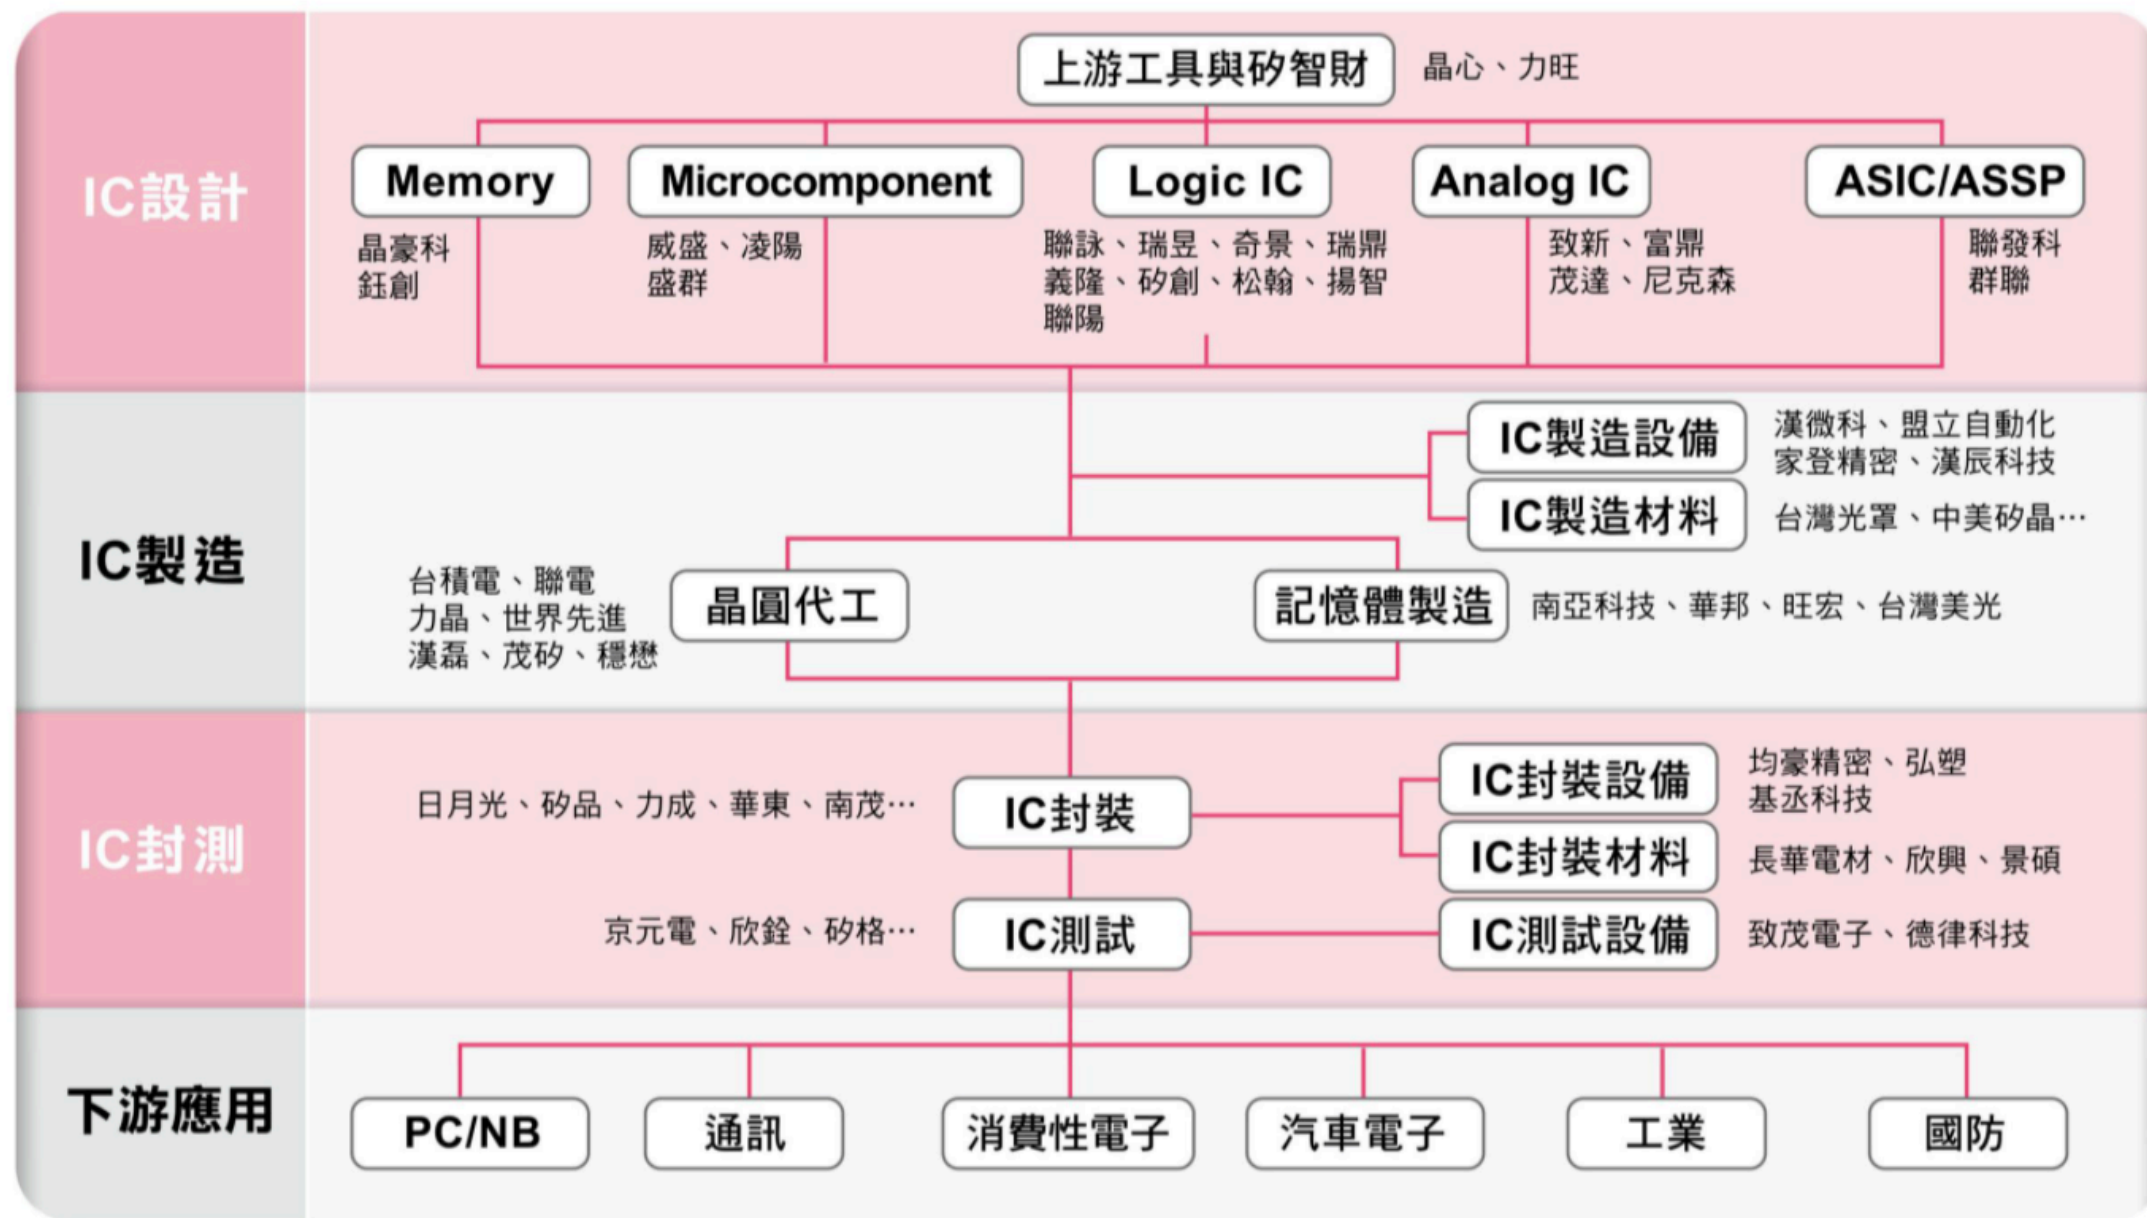 IC設計
上游工具與矽智財
晶心、力旺
Memory
Microcomponent
Logic IC
Analog IC
ASIC/ASSP
晶豪科
鈺創
威盛、凌陽
盛群
聯詠、瑞昱、奇景、瑞鼎
義隆、矽創、松翰、揚智
聯陽
致新、富鼎
茂達、尼克森
聯發科
群聯
IC製造
IC製造設備
漢微科、盟立自動化
家登精密、漢辰科技
IC製造材料
台灣光罩、中美矽晶…
台積電、聯電
力晶、世界先進
漢磊、茂矽、穩懋
晶圓代工
記憶體製造
南亞科技、華邦、旺宏、台灣美光
IC封測
日月光、矽品、力成、華東、南茂…
IC封裝
IC封裝設備
均豪精密、弘塑
基丞科技
IC封裝材料
長華電材、欣興、景碩
京元電、欣銓、矽格…
IC測試
IC測試設備
致茂電子、德律科技
下游應用
PC/NB
通訊
消費性電子
汽車電子
工業
國防